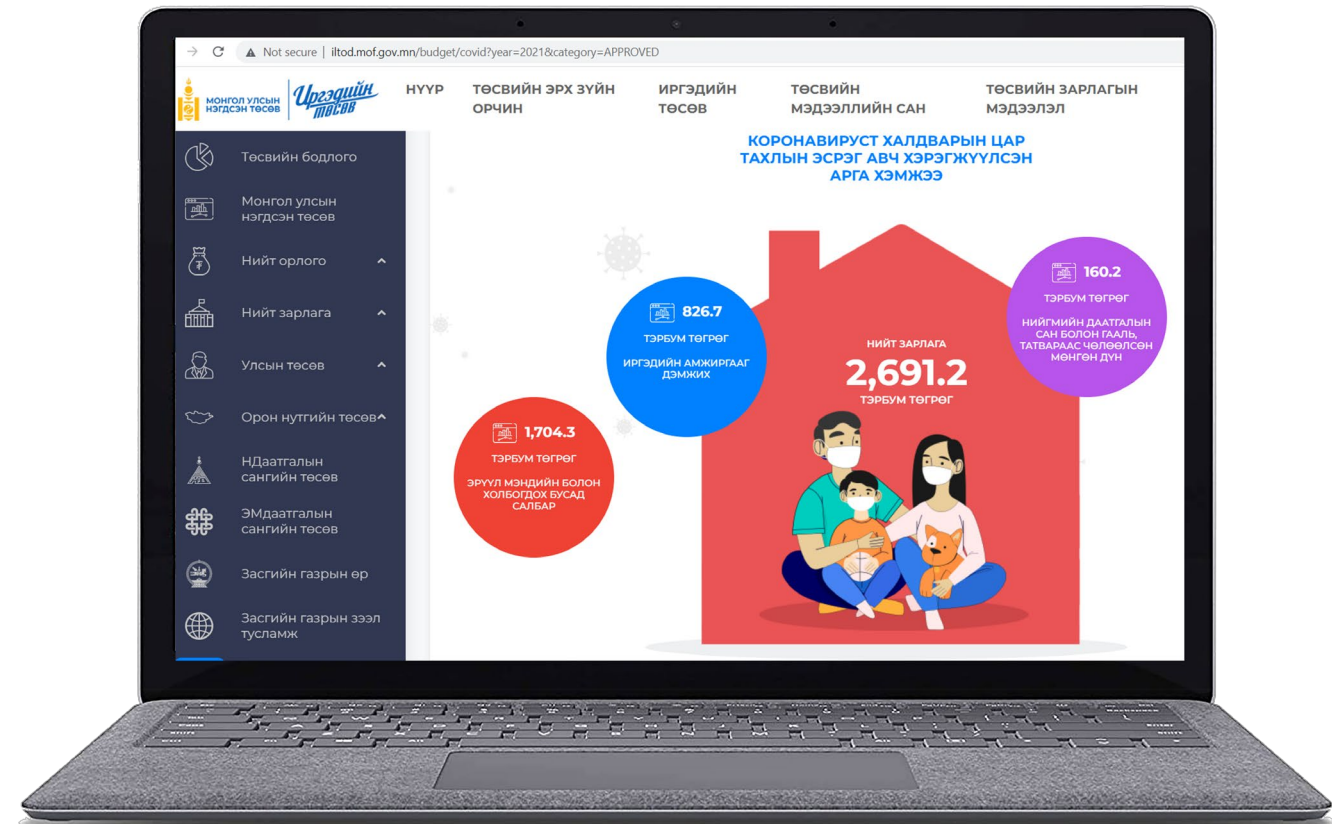 Not secure | iltod.mof.gov.mn/budget/covid?year=2021&category=APPROVED
МОНГОЛ УЛСЫН
НЭГДСЭН ТӨСӨВ
Иргэдийн
төсөв
НҮҮР
ТӨСВИЙН ЭРХ ЗҮЙН
ОРЧИН
ИРГЭДИЙН
ТӨСӨВ
ТӨСВИЙН
МЭДЭЭЛЛИЙН САН
ТӨСВИЙН ЗАРЛАГЫН
МЭДЭЭЛЭЛ
Төсвийн бодлого
Монгол улсын
нэгдсэн төсөв
Нийт орлого
Нийт зарлага
Улсын төсөв
Орон нутгийн төсөв
НДаатгалын
сангийн төсөв
ЭМдаатгалын
сангийн төсөв
Засгийн газрын өр
Засгийн газрын зээл
тусламж
КОРОНАВИРУСТ ХАЛДВАРЫН ЦАР
ТАХЛЫН ЭСРЭГ АВЧ ХЭРЭГЖҮҮЛСЭН
АРГА ХЭМЖЭЭ
1,704.3
ТЭРБУМ ТӨГРӨГ
ЭРҮҮЛ МЭНДИЙН БОЛОН
ХОЛБОГДОХ БУСАД
САЛБАР
826.7
ТЭРБУМ ТӨГРӨГ
ИРГЭДИЙН АМЖИРГААГ
ДЭМЖИХ
НИЙТ ЗАРЛАГА
2,691.2
ТЭРБУМ ТӨГРӨГ
160.2
ТЭРБУМ ТӨГРӨГ
НИЙГМИЙН ДААТГАЛЫН
САН БОЛОН ГААЛЬ,
ТАТВАРААС ЧӨЛӨӨЛСӨН
МӨНГӨН ДҮН